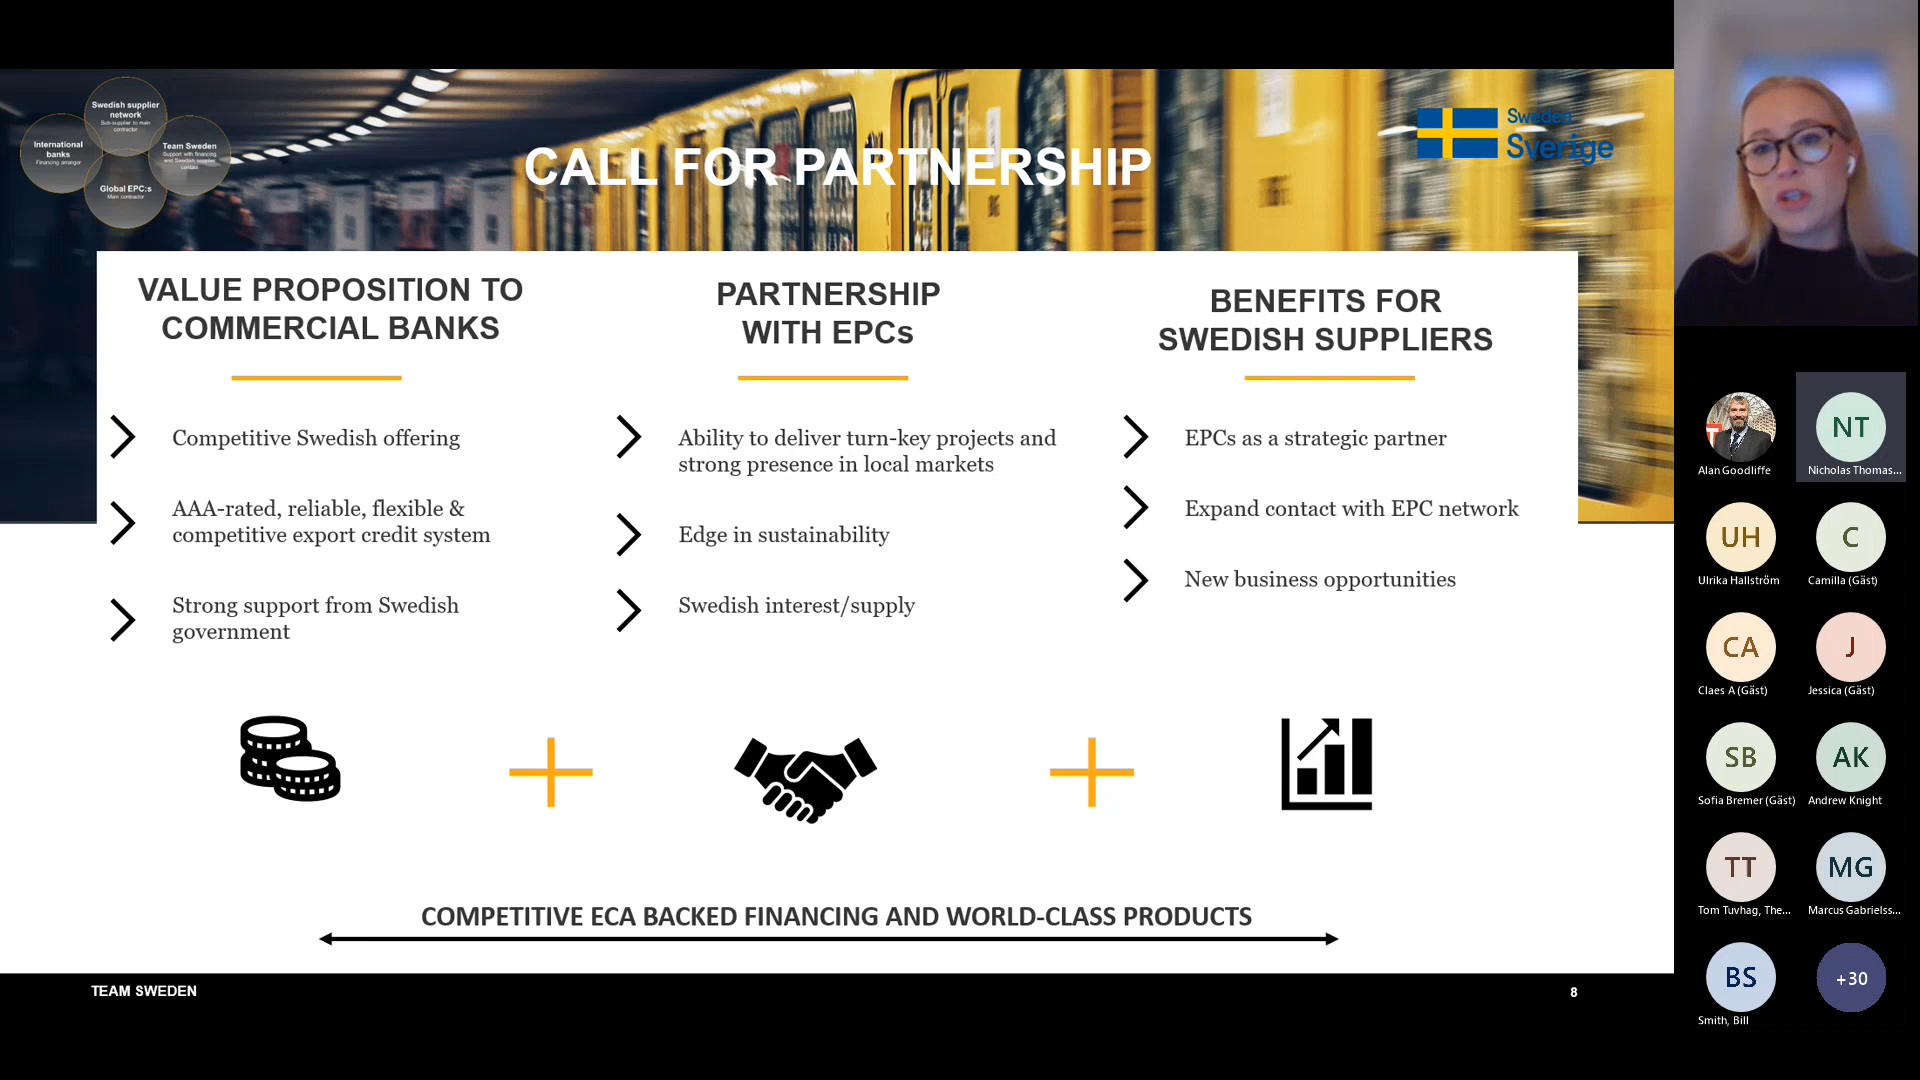 Swedish supplier
network
Sub-supplier to main
contractor
International
banks
Financing arranger
Team Sweden
Support with financing
and Swedish supplier
contact
Global EPC:s
Main contractor
CALL FOR PARTNERSHIP
Sweden
Sverige
VALUE PROPOSITION TO
COMMERCIAL BANKS
Competitive Swedish offering
AAA-rated, reliable, flexible &
competitive export credit system
Strong support from Swedish
government
PARTNERSHIP
WITH EPCs
Ability to deliver turn-key projects and
strong presence in local markets
Edge in sustainability
Swedish interest/supply
BENEFITS FOR
SWEDISH SUPPLIERS
EPCs as a strategic partner
Expand contact with EPC network
New business opportunities
COMPETITIVE ECA BACKED FINANCING AND WORLD-CLASS PRODUCTS
TEAM SWEDEN
8
Alan Goodliffe
NT
Nicholas Thomas...
UH
Ulrika Hallström
C
Camilla (Gäst)
CA
Claes A (Gäst)
J
Jessica (Gäst)
SB
Sofia Bremer (Gäst)
AK
Andrew Knight
TT
Tom Tuvhag, The...
MG
Marcus Gabrielss...
BS
Smith, Bill
+30